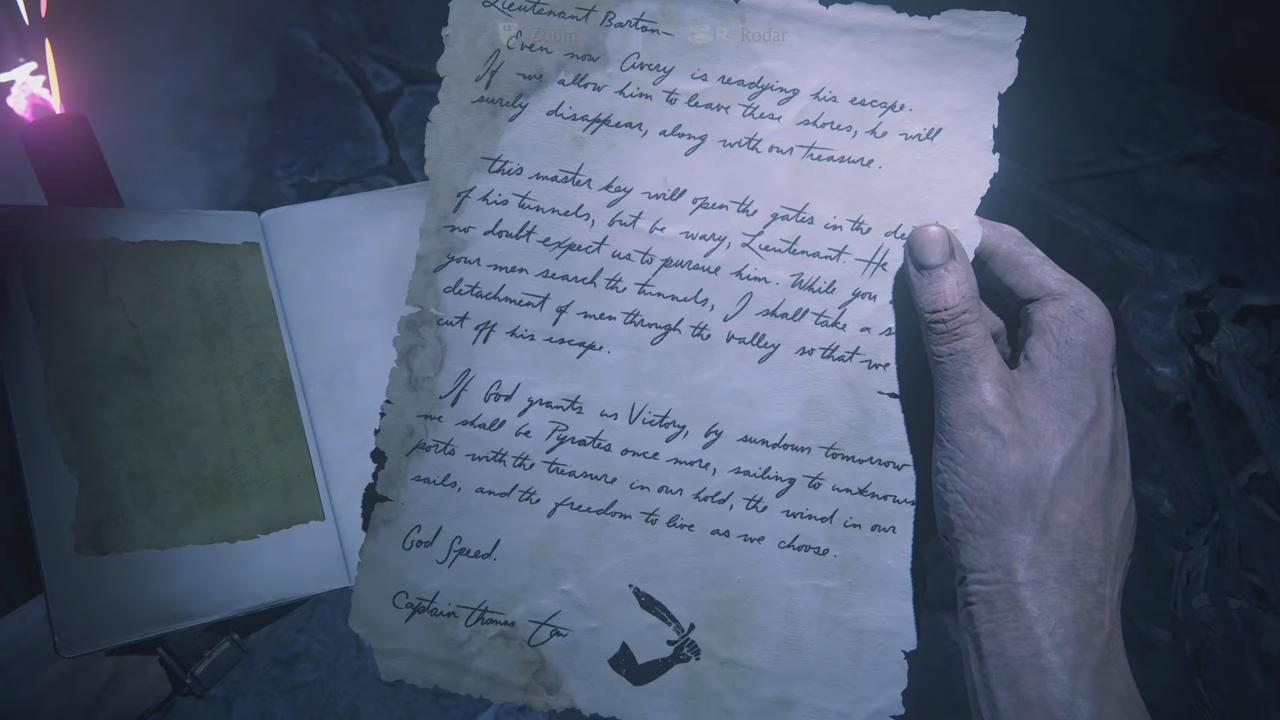 Lieutenant Barton—
LT Zoom R Rodar
Even now Avery is readying his escape.
If we allow him to leave these shores, he will
surely disappear, along with our treasure.
this master key will open the gates in the
of his tunnels, but be wary, Lieutenant. He
no doubt expect us to pursue him. While you
your men search the tunnels, I shall take a s
detachment of men through the valley so that we
cut off his escape.
If God grants us Victory, by sundown tomorrow
we shall be Pyrates once more, sailing to unknown
ports with the treasure in our hold, the wind in our
sails, and the freedom to live as we choose.
God Speed.
Captain Thomas Tew